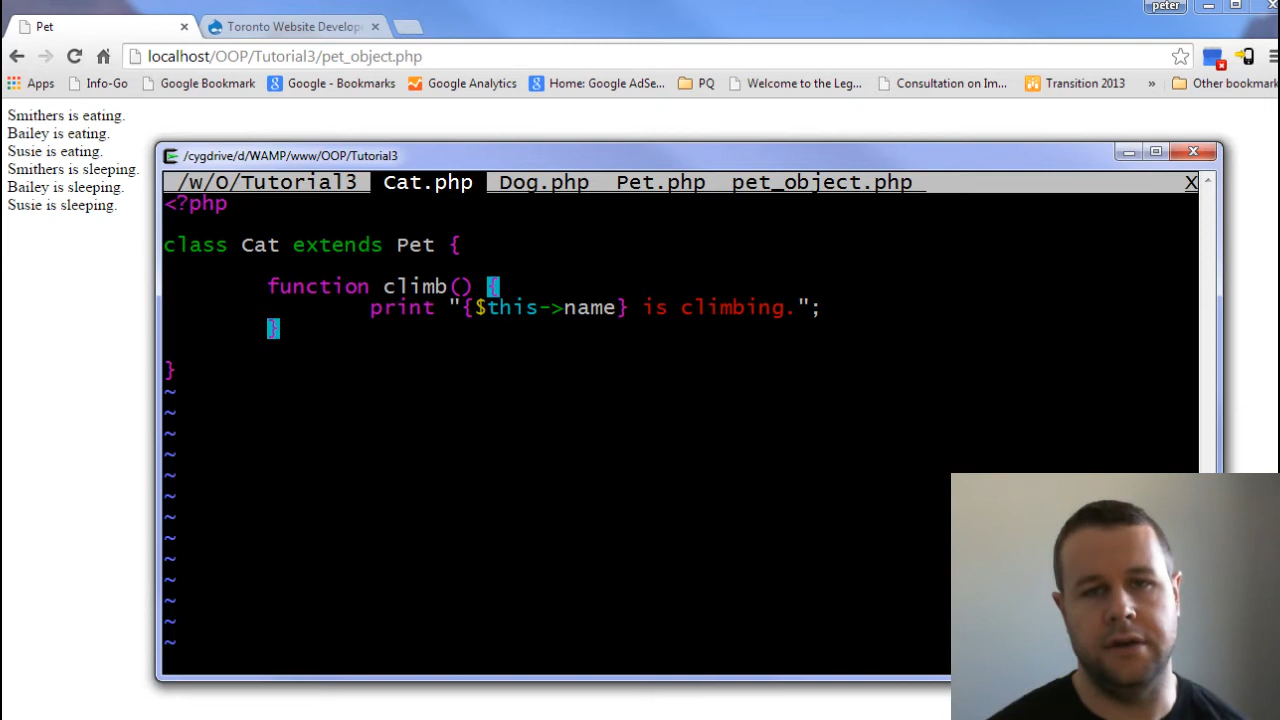 peter
Pet
Toronto Website Develop
localhost/OOP/Tutorial3/pet_object.php
Apps Info-Go Google Bookmark Google - Bookmarks Google Analytics Home: Google AdSe... PQ Welcome to the Leg... Consultation on Im... Transition 2013 » Other bookmark
Smithers is eating.
Bailey is eating.
Susie is eating.
Smithers is sleeping.
Bailey is sleeping.
Susie is sleeping.
/cygdrive/d/WAMP/www/OOP/Tutorial3
/w/O/Tutorial3 Cat.php Dog.php Pet.php pet_object.php X
<?php
class Cat extends Pet {
function climb() {
print "{$this->name} is climbing.";
}
}
~
~
~
~
~
~
~
~
~
~
~
~
~